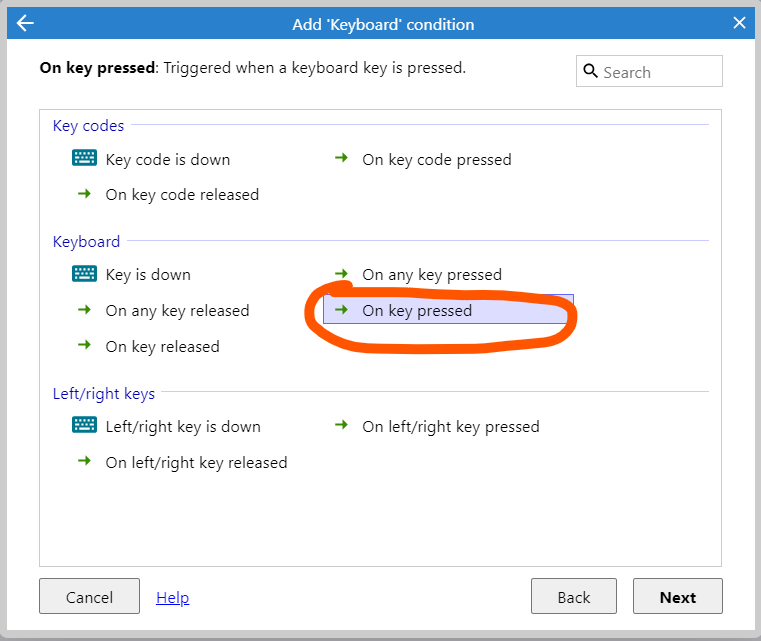 Add 'Keyboard' condition
On key pressed: Triggered when a keyboard key is pressed.
Search
Key codes
Key code is down
On key code pressed
On key code released
Keyboard
Key is down
On any key pressed
On any key released
On key pressed
On key released
Left/right keys
Left/right key is down
On left/right key pressed
On left/right key released
Cancel
Help
Back
Next